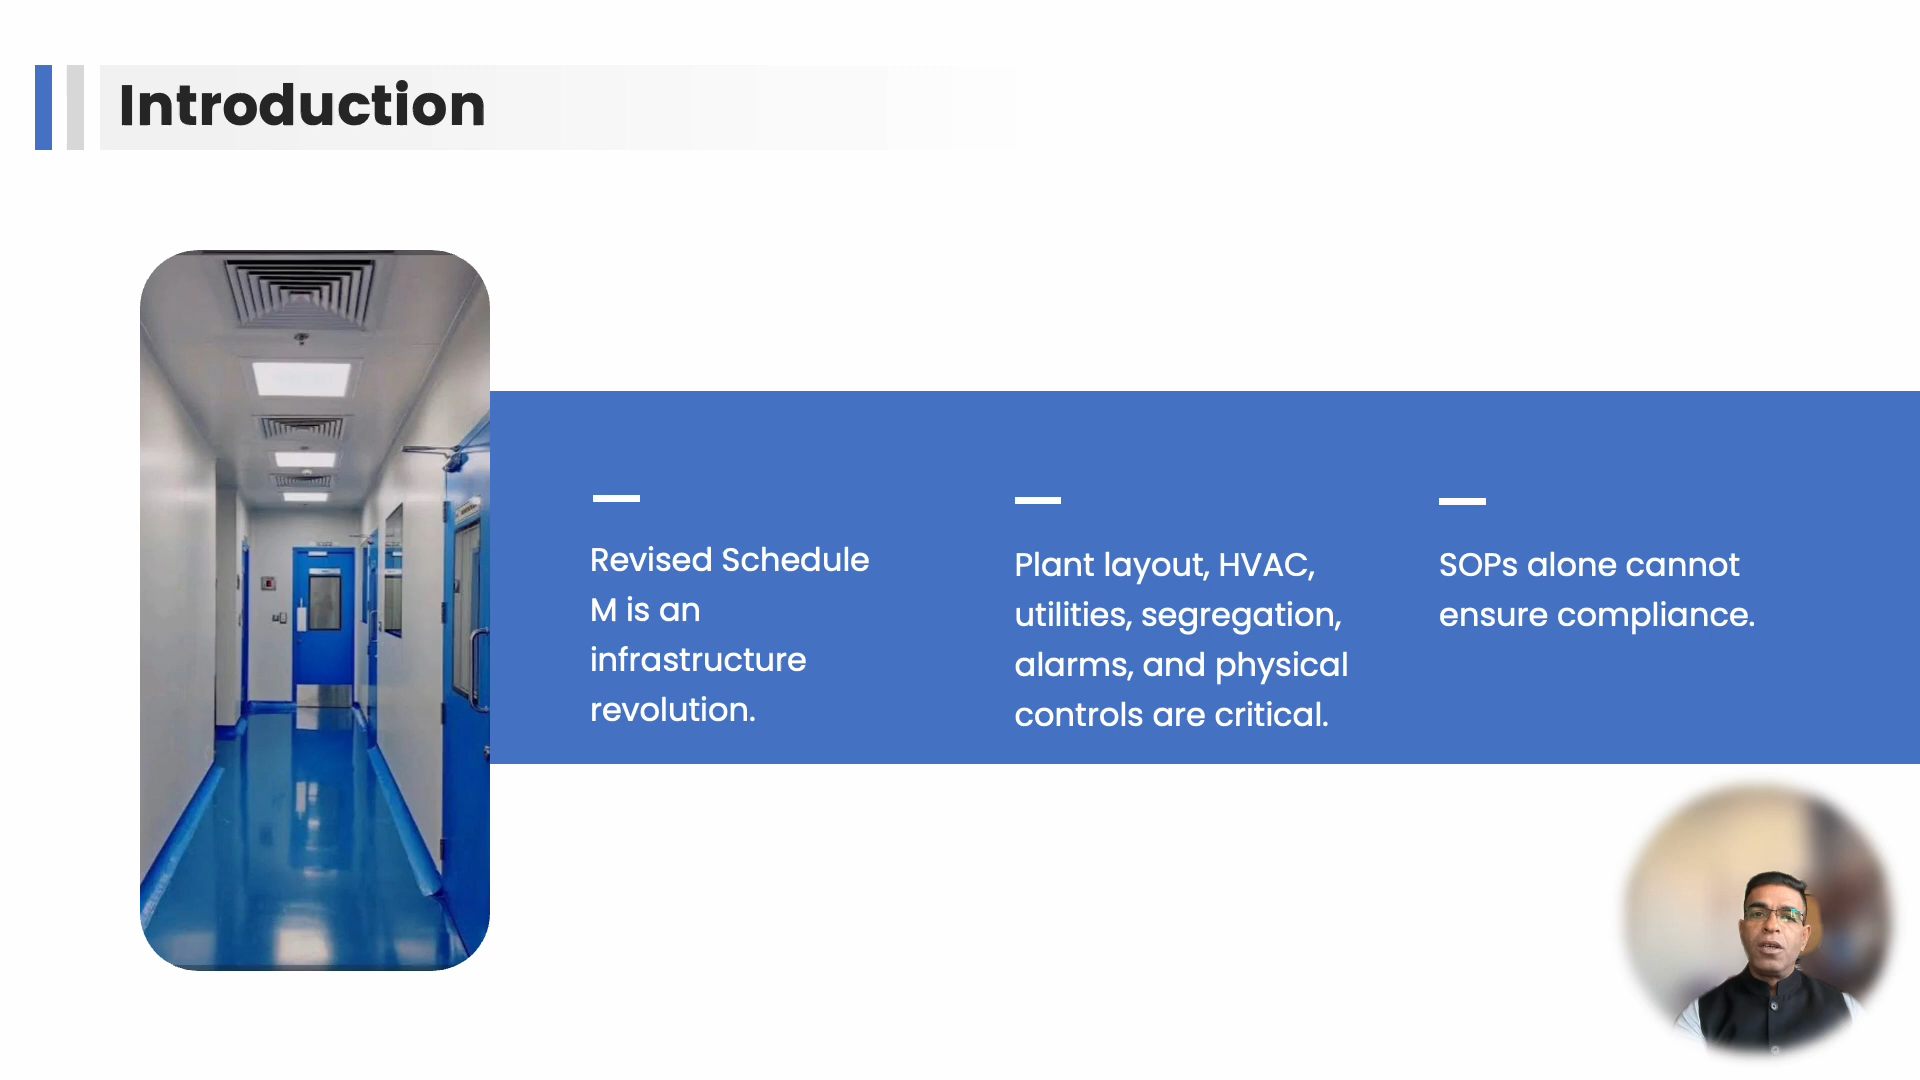 Introduction
Revised Schedule
M is an
infrastructure
revolution.
Plant layout, HVAC,
utilities, segregation,
alarms, and physical
controls are critical.
SOPs alone cannot
ensure compliance.